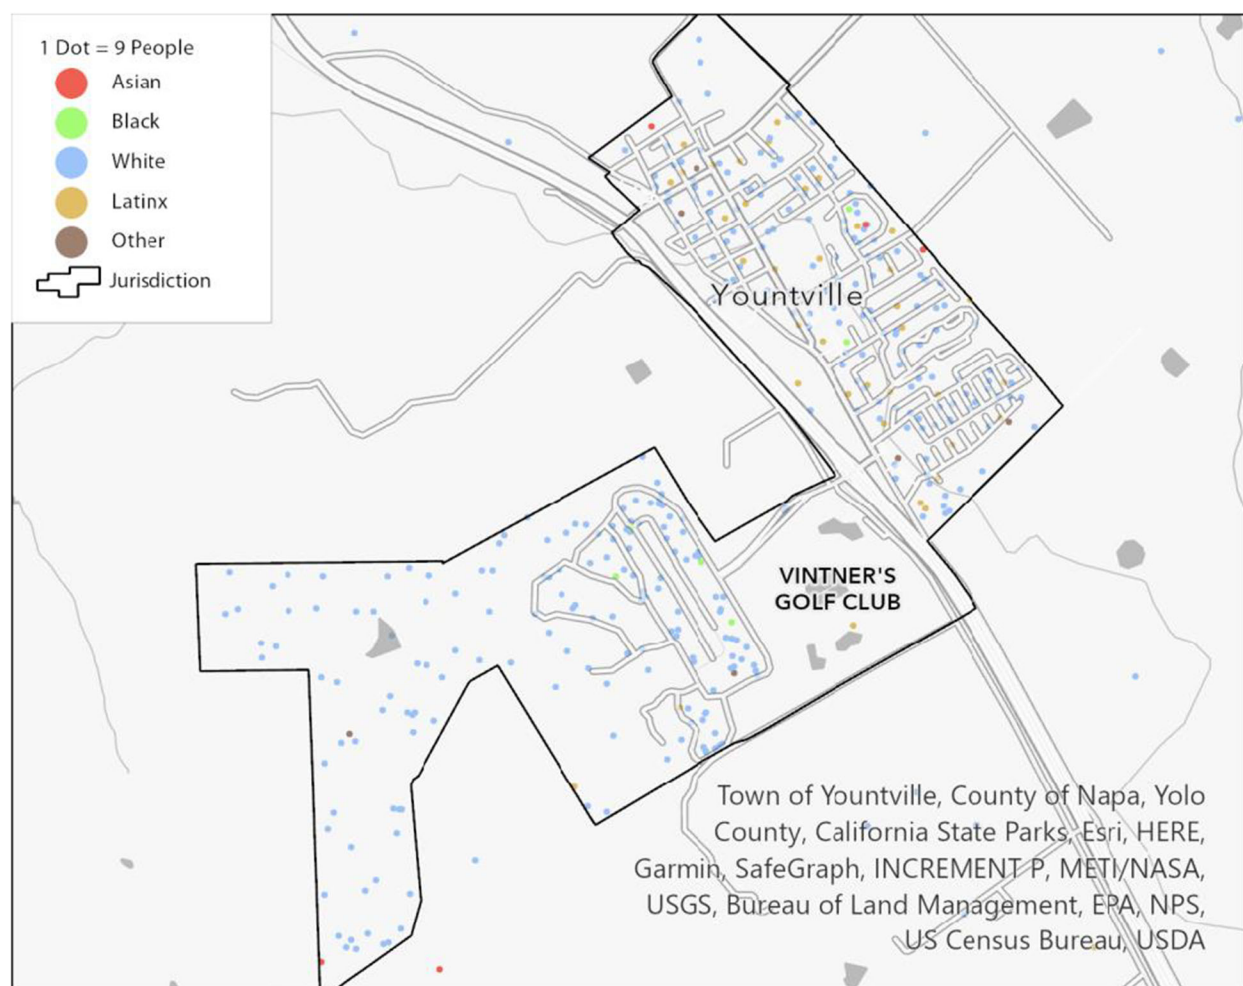 1 Dot = 9 People
Asian
Black
White
Latinx
Other
Jurisdiction
Yountville
VINTNER'S
GOLF CLUB
Town of Yountville, County of Napa, Yolo
County, California State Parks, Esri, HERE,
Garmin, SafeGraph, INCREMENT P, METI/NASA,
USGS, Bureau of Land Management, EPA, NPS,
US Census Bureau, USDA